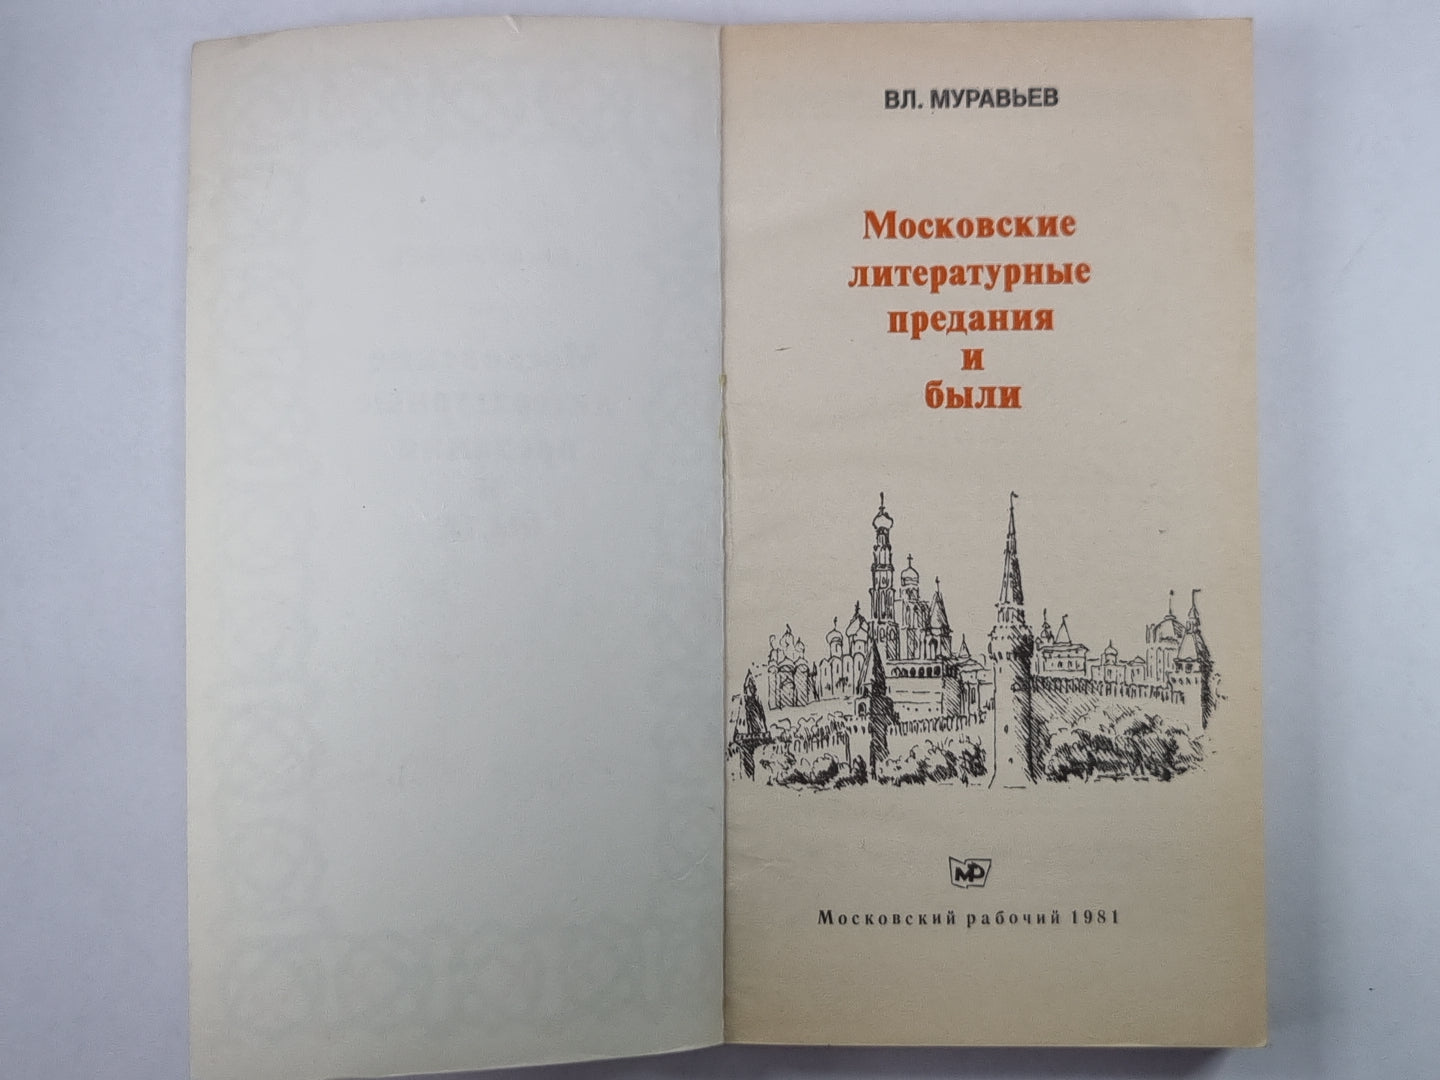 ВЛ. МУРАВЬЕВ
Московские
литературные
предания
и
были
МР
Московский рабочий 1981